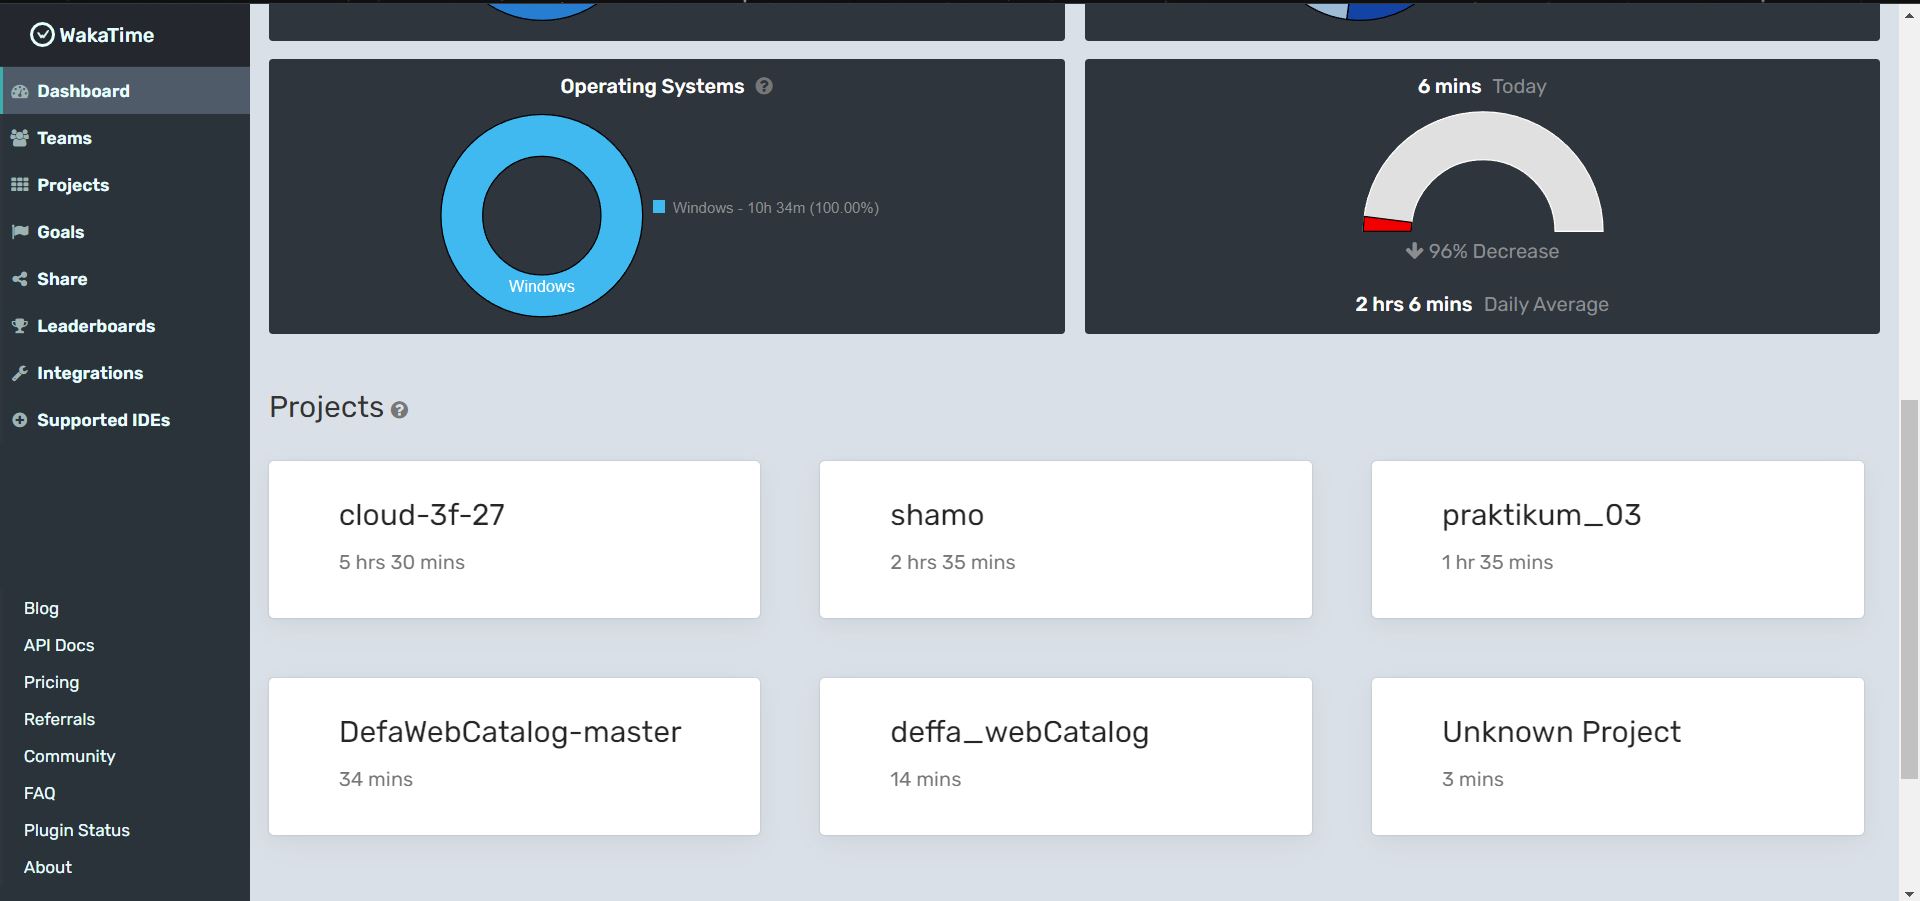 WakaTime
Dashboard
Teams
Projects
Goals
Share
Leaderboards
Integrations
Supported IDEs
Blog
API Docs
Pricing
Referrals
Community
FAQ
Plugin Status
About
Operating Systems ?
Windows
Windows - 10h 34m (100.00%)
6 mins Today
96% Decrease
2 hrs 6 mins Daily Average
Projects ?
cloud-3f-27
5 hrs 30 mins
shamo
2 hrs 35 mins
praktikum_03
1 hr 35 mins
DefaWebCatalog-master
34 mins
deffa_webCatalog
14 mins
Unknown Project
3 mins